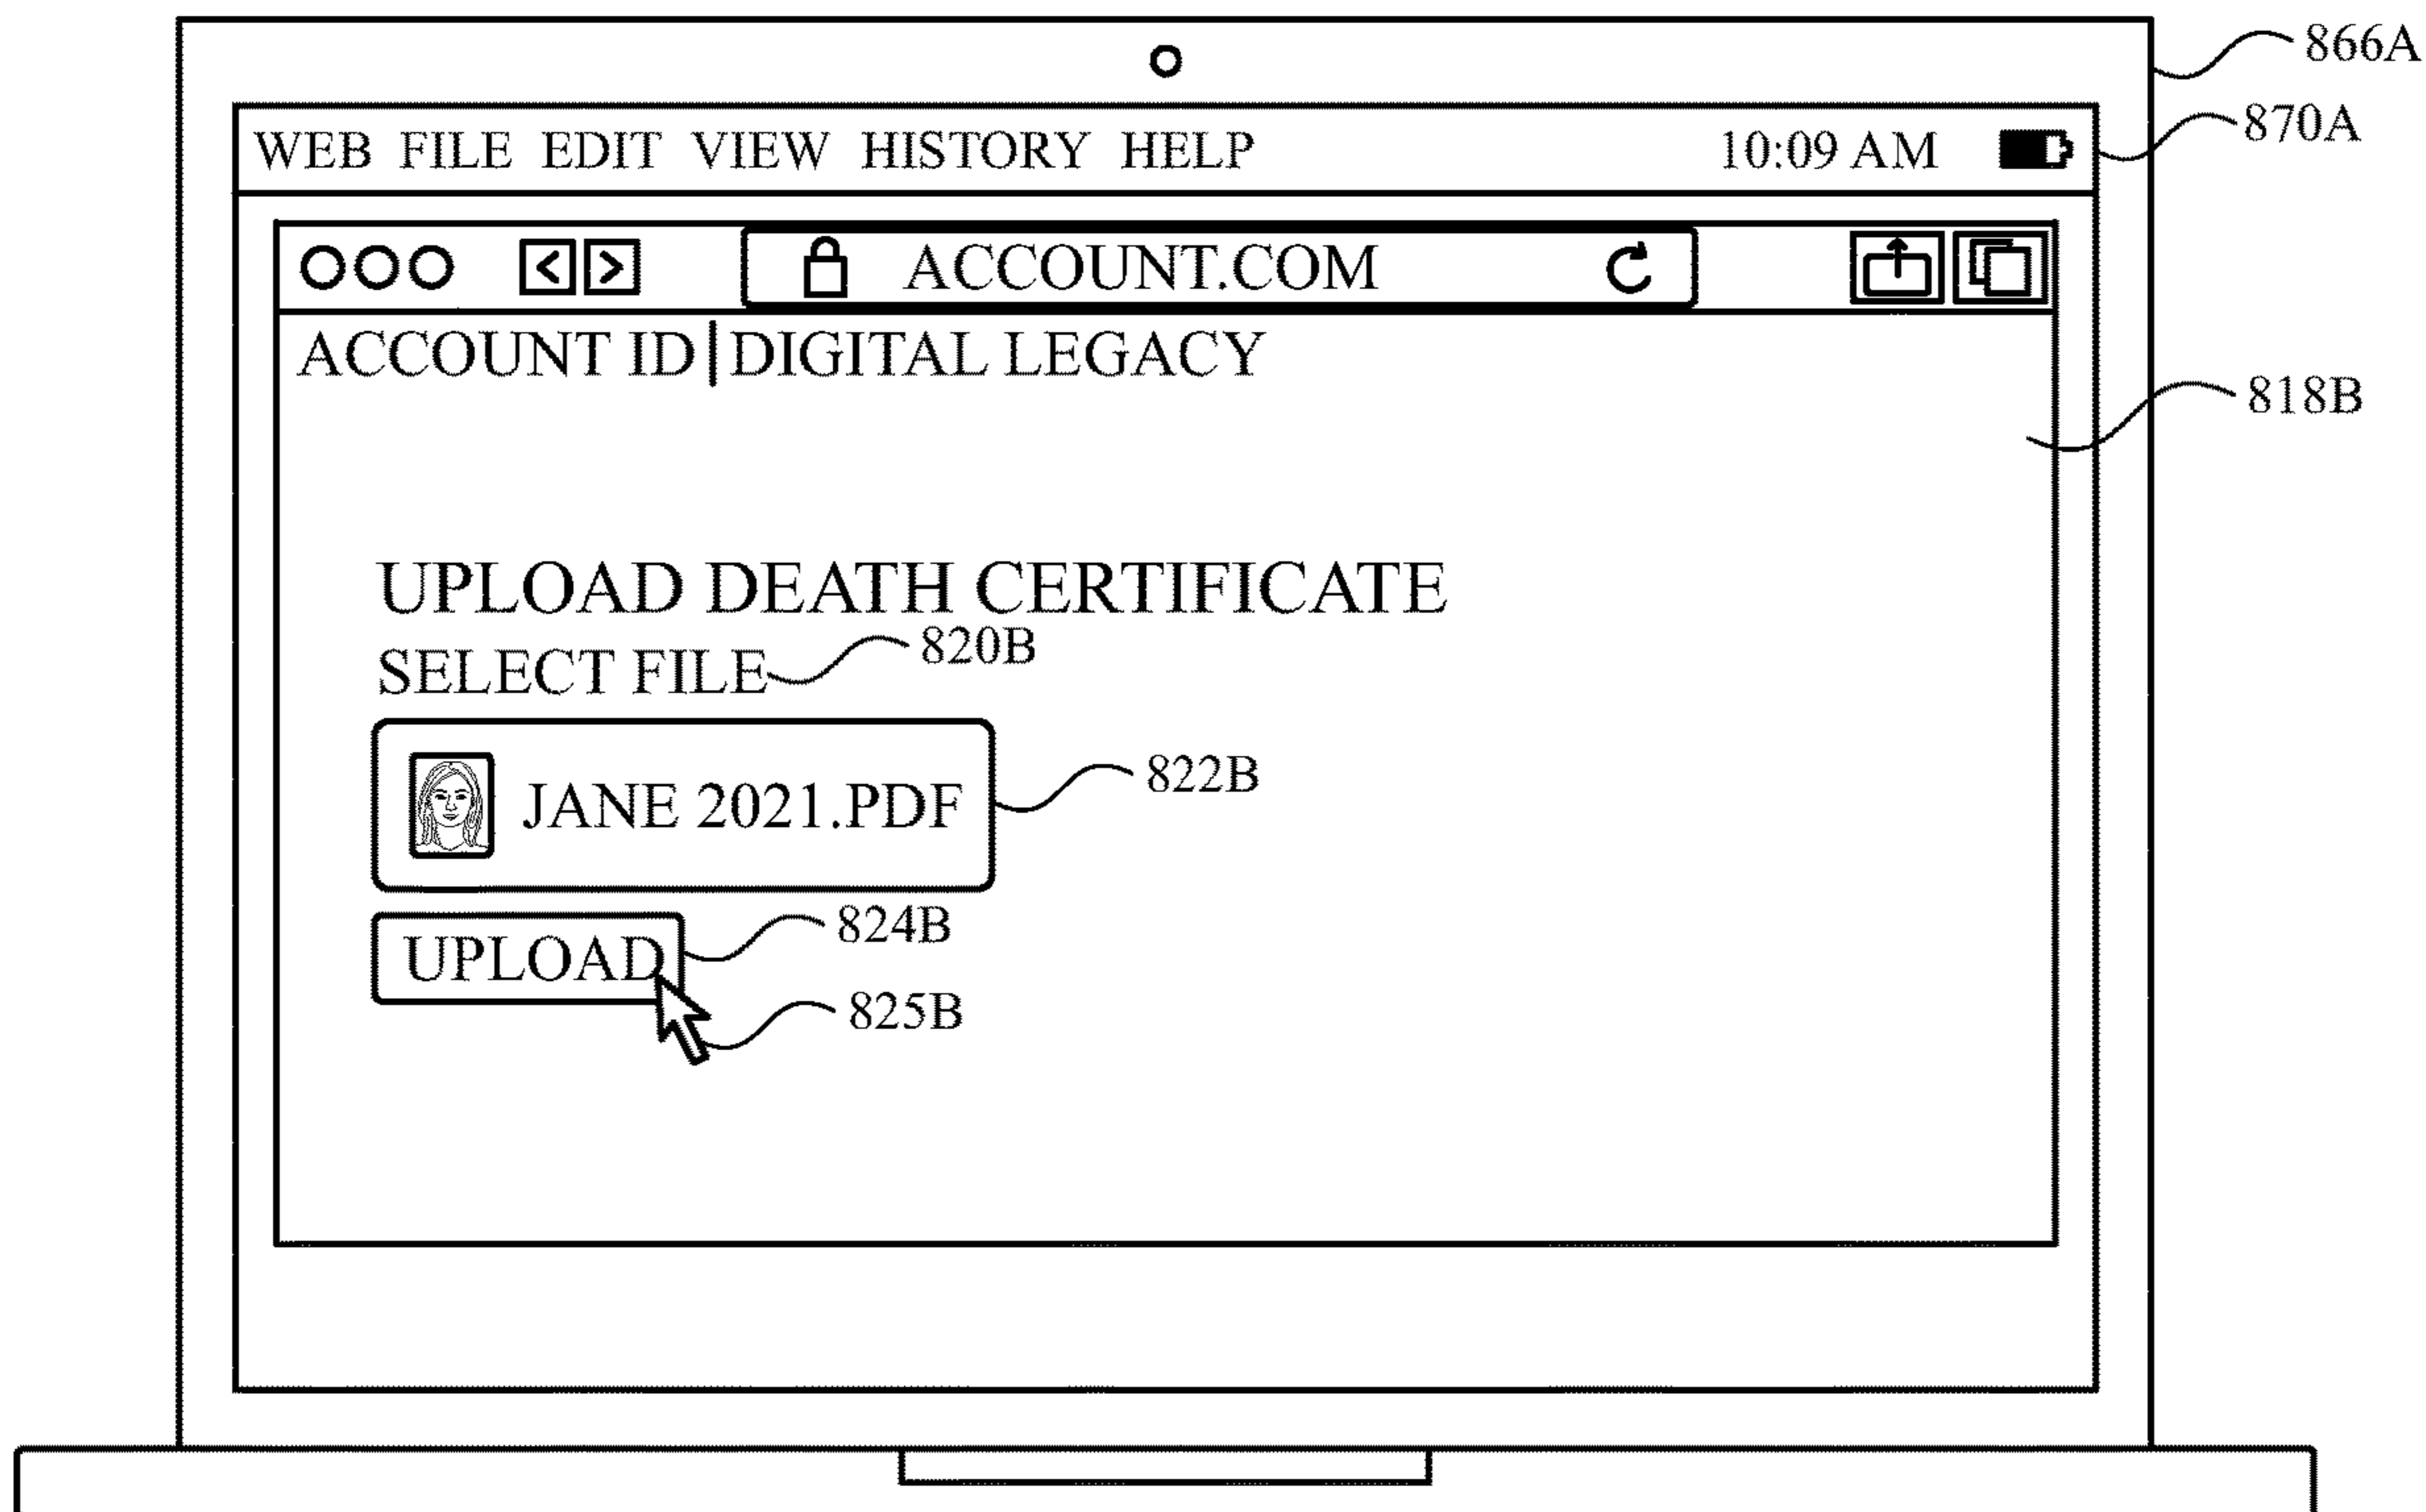 866A
WEB FILE EDIT VIEW HISTORY HELP 10:09 AM
870A
ACCOUNT.COM
ACCOUNT ID|DIGITAL LEGACY
818B
UPLOAD DEATH CERTIFICATE
SELECT FILE 820B
JANE 2021.PDF 822B
UPLOAD 824B
825B